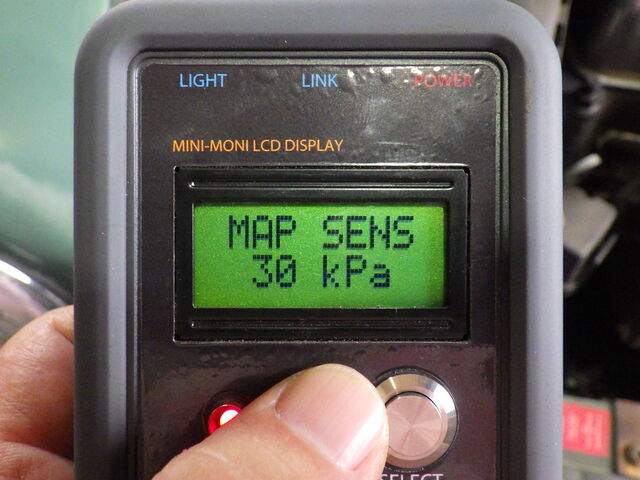 LIGHT LINK POWER
MINI-MONI LCD DISPLAY
MAP SENS
30 kPa
SELECT